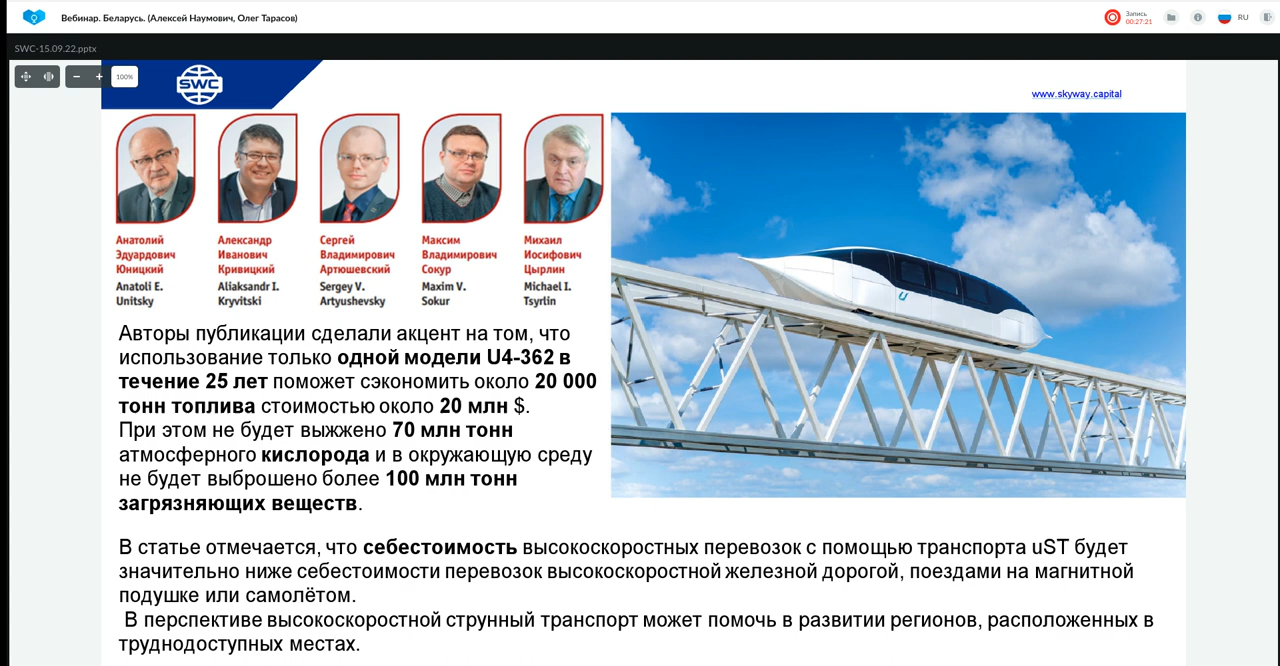 Вебинар. Беларусь. (Алексей Наумович, Олег Тарасов)
Запись
00:27:21
RU
SWC-15.09.22.pptx
100%
SWC
www.skyway.capital
Анатолий
Эдуардович
Юницкий
Anatoli E.
Unitsky
Александр
Иванович
Кривицкий
Aliaksandr I.
Kryvitski
Сергей
Владимирович
Артюшевский
Sergey V.
Artyushevsky
Максим
Владимирович
Сокур
Maxim V.
Sokur
Михаил
Иосифович
Цырлин
Michael I.
Tsyrlin
Авторы публикации сделали акцент на том, что
использование только одной модели U4-362 в
течение 25 лет поможет сэкономить около 20 000
тонн топлива стоимостью около 20 млн $.
При этом не будет выжжено 70 млн тонн
атмосферного кислорода и в окружающую среду
не будет выброшено более 100 млн тонн
загрязняющих веществ.
В статье отмечается, что себестоимость высокоскоростных перевозок с помощью транспорта uST будет
значительно ниже себестоимости перевозок высокоскоростной железной дорогой, поездами на магнитной
подушке или самолётом.
В перспективе высокоскоростной струнный транспорт может помочь в развитии регионов, расположенных в
труднодоступных местах.